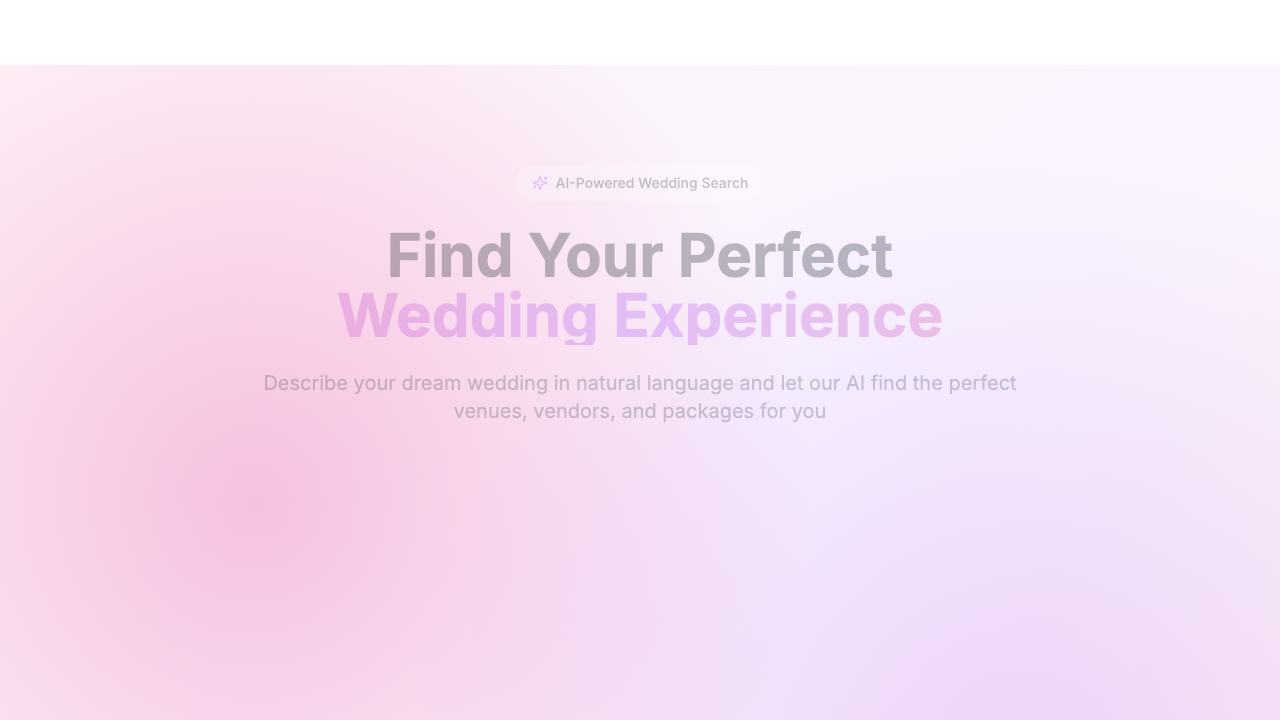 AI-Powered Wedding Search
Find Your Perfect
Wedding Experience
Describe your dream wedding in natural language and let our AI find the perfect
venues, vendors, and packages for you